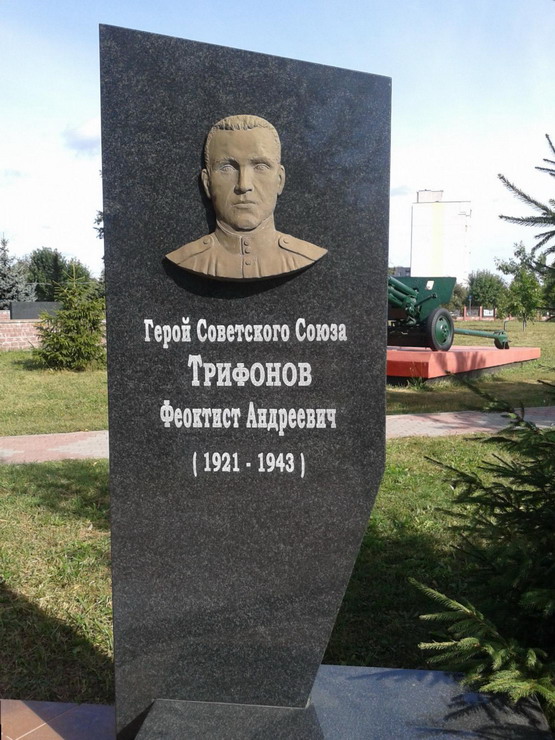 Герой Советского Союза
Трифонов
Феоктист Андреевич
( 1921 - 1943 )